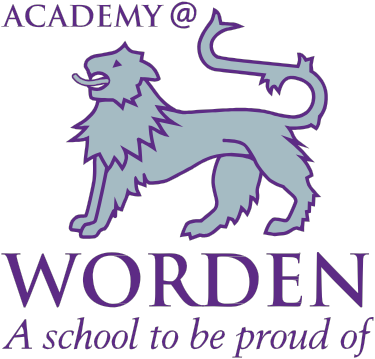 ACADEMY @
WORDEN
A school to be proud of